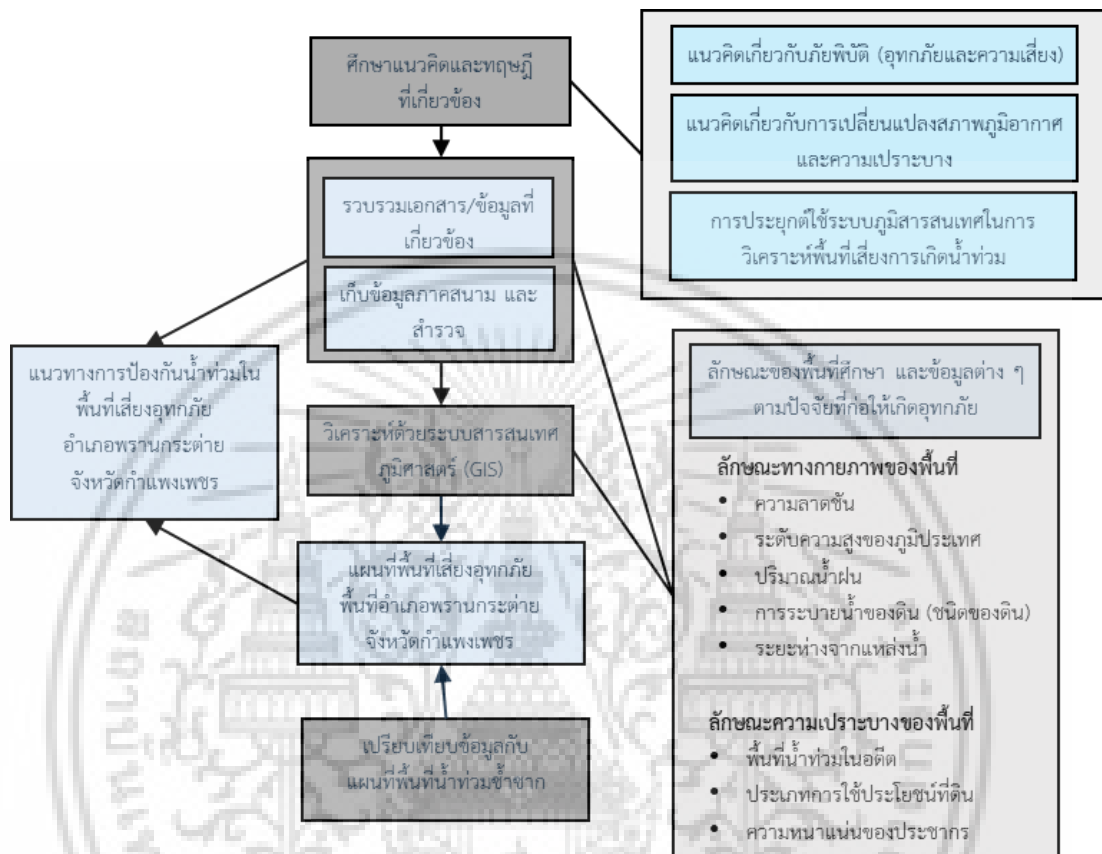 ศึกษาแนวคิดและทฤษฎี
ที่เกี่ยวข้อง
แนวคิดเกี่ยวกับภัยพิบัติ (อุทกภัยและความเสี่ยง)
แนวคิดเกี่ยวกับการเปลี่ยนแปลงสภาพภูมิอากาศ
และความเปราะบาง
การประยุกต์ใช้ระบบภูมิสารสนเทศในการ
วิเคราะห์พื้นที่เสี่ยงการเกิดน้ำท่วม
รวบรวมเอกสาร/ข้อมูลที่
เกี่ยวข้อง
เก็บข้อมูลภาคสนาม และ
สำรวจ
แนวทางการป้องกันน้ำท่วมใน
พื้นที่เสี่ยงอุทกภัย
อำเภอพรานกระต่าย
จังหวัดกำแพงเพชร
วิเคราะห์ด้วยระบบสารสนเทศ
ภูมิศาสตร์ (GIS)
แผนที่พื้นที่เสี่ยงอุทกภัย
พื้นที่อำเภอพรานกระต่าย
จังหวัดกำแพงเพชร
เปรียบเทียบข้อมูลกับ
แผนที่พื้นที่น้ำท่วมซ้ำซาก
ลักษณะของพื้นที่ศึกษา และข้อมูลต่าง ๆ
ตามปัจจัยที่ก่อให้เกิดอุทกภัย
ลักษณะทางกายภาพของพื้นที่
• ความลาดชัน
• ระดับความสูงของภูมิประเทศ
• ปริมาณน้ำฝน
• การระบายน้ำของดิน (ชนิดของดิน)
• ระยะห่างจากแหล่งน้ำ
ลักษณะความเปราะบางของพื้นที่
• พื้นที่น้ำท่วมในอดีต
• ประเภทการใช้ประโยชน์ที่ดิน
• ความหนาแน่นของประชากร